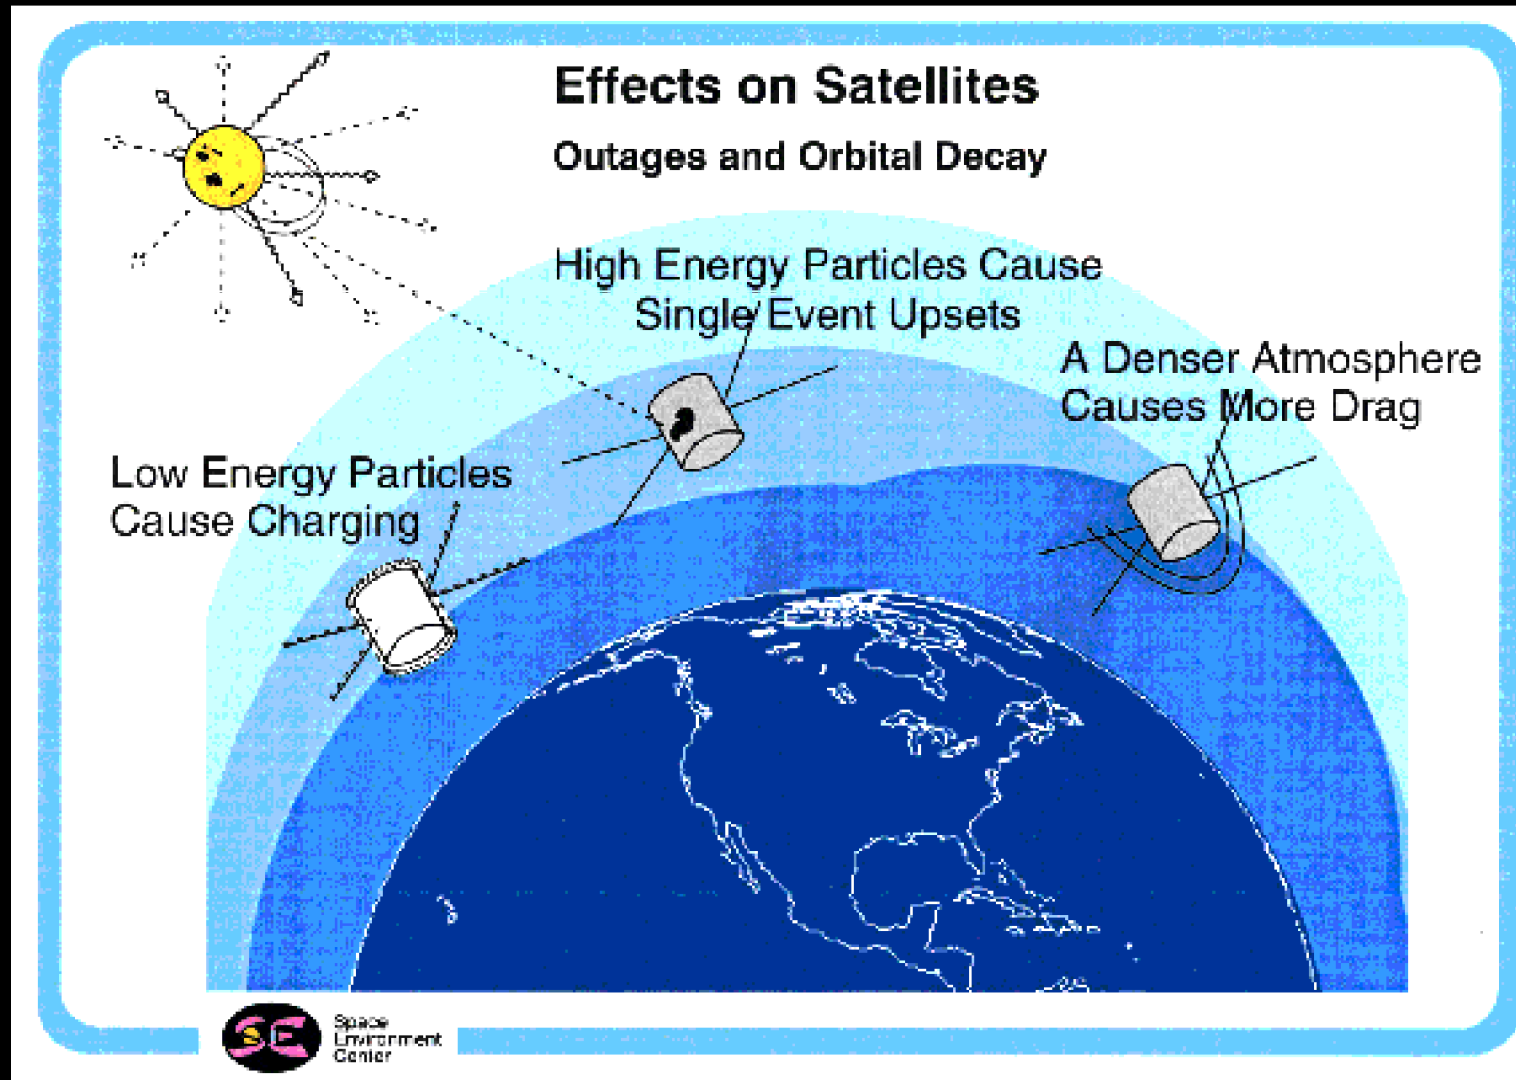 Effects on Satellites
Outages and Orbital Decay
High Energy Particles Cause
Single Event Upsets
A Denser Atmosphere
Causes More Drag
Low Energy Particles
Cause Charging
SE
Space
Environment
Center